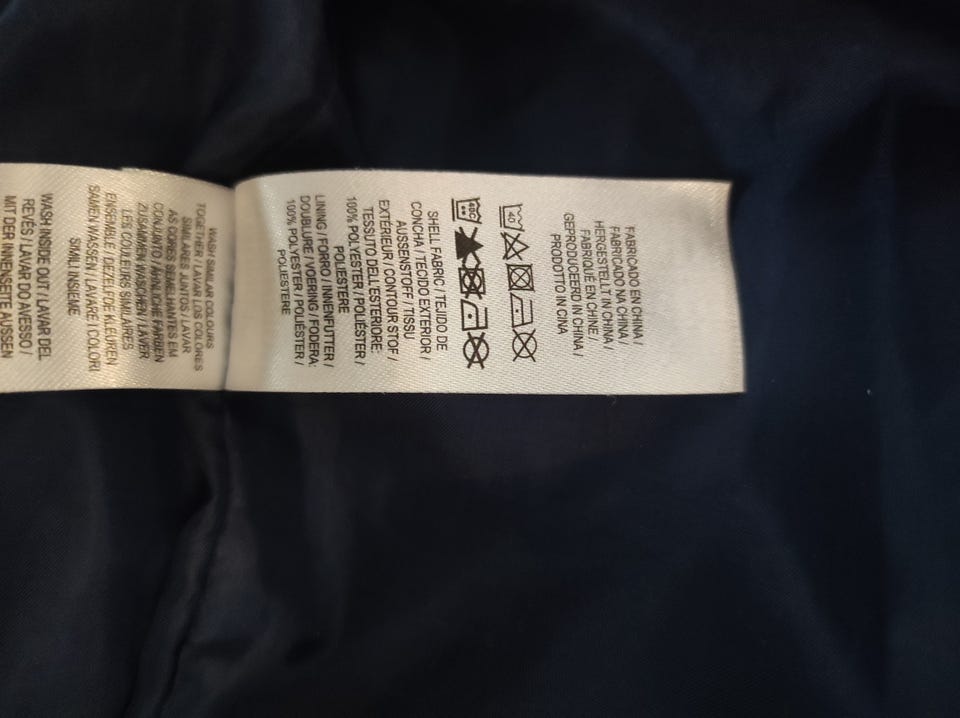 FABRICADO EN CHINA /
FABRICADO NA CHINA /
HERGESTELLT IN CHINA /
FABRIQUÉ EN CHINE /
GEPRODUCEERD IN CHINA /
PRODOTTO IN CINA
40
SHELL FABRIC / TEJIDO DE
CONCHA / TECIDO EXTERIOR /
AUSSENSTOFF / TISSU
EXTÉRIEUR / CONTOUR STOF /
TESSUTO DELL'ESTERIORE:
100% POLYESTER / POLIÉSTER /
POLIESTERE
LINING / FORRO / INNENFUTTER /
DOUBLURE / VOERING / FODERA:
100% POLYESTER / POLIÉSTER /
POLIESTERE
WASH SIMILAR COLOURS
TOGETHER / LAVAR LOS COLORES
SIMILARES JUNTOS / LAVAR
AS CORES SEMELHANTES EM
CONJUNTO / ÄHNLICHE FARBEN
ZUSAMMEN WASCHEN / LAVER
LES COULEURS SIMILAIRES
ENSEMBLE / DEZELFDE KLEUREN
SAMEN WASSEN / LAVARE I COLORI
SIMIL INSIEME
WASH INSIDE OUT / LAVAR DEL
REVÉS / LAVAR DO AVESSO /
MIT DER INNENSEITE AUSSEN